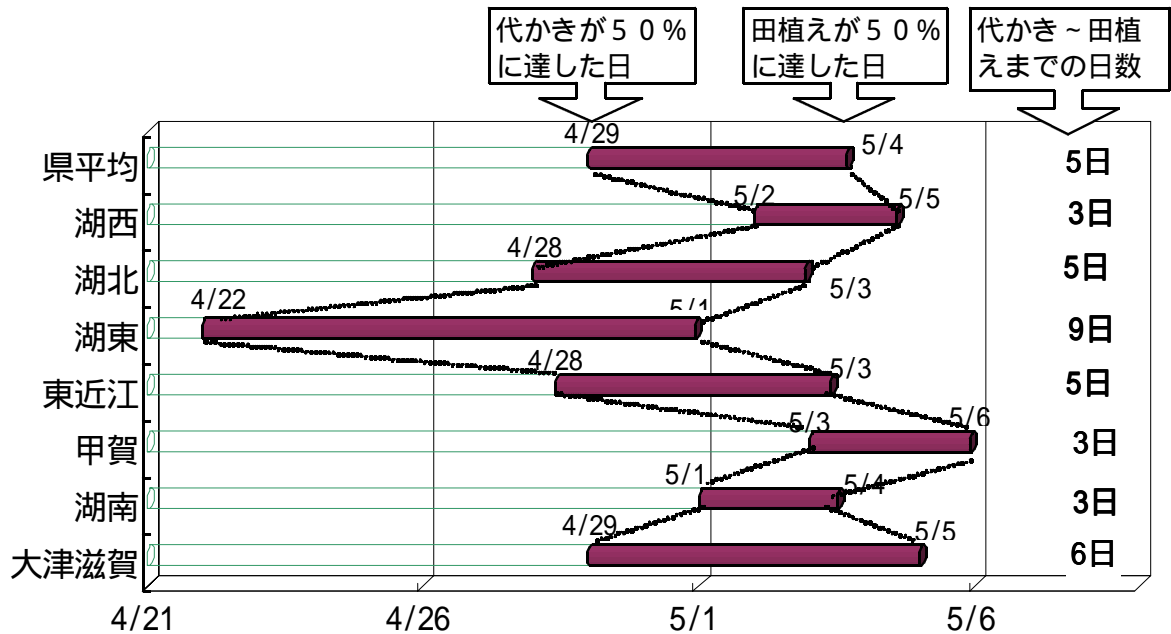 代かきが５０%
に達した日
田植えが５０%
に達した日
代かき~田植
えまでの日数
県平均 4/29 5/4 5日
湖西 5/2 5/5 3日
湖北 4/28 5/3 5日
湖東 4/22 5/1 9日
東近江 4/28 5/3 5日
甲賀 5/3 5/6 3日
湖南 5/1 5/4 3日
大津滋賀 4/29 5/5 6日
4/21 4/26 5/1 5/6